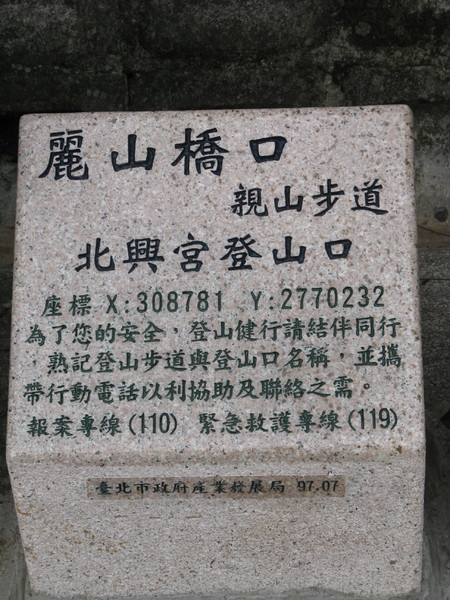 麗山橋口
親山步道
北興宮登山口
座標 X:308781 Y:2770232
為了您的安全，登山健行請結伴同行
，熟記登山步道與登山口名稱，並攜
帶行動電話以利協助及聯絡之需。
報案專線(110) 緊急救護專線(119)
臺北市政府產業發展局 97.07